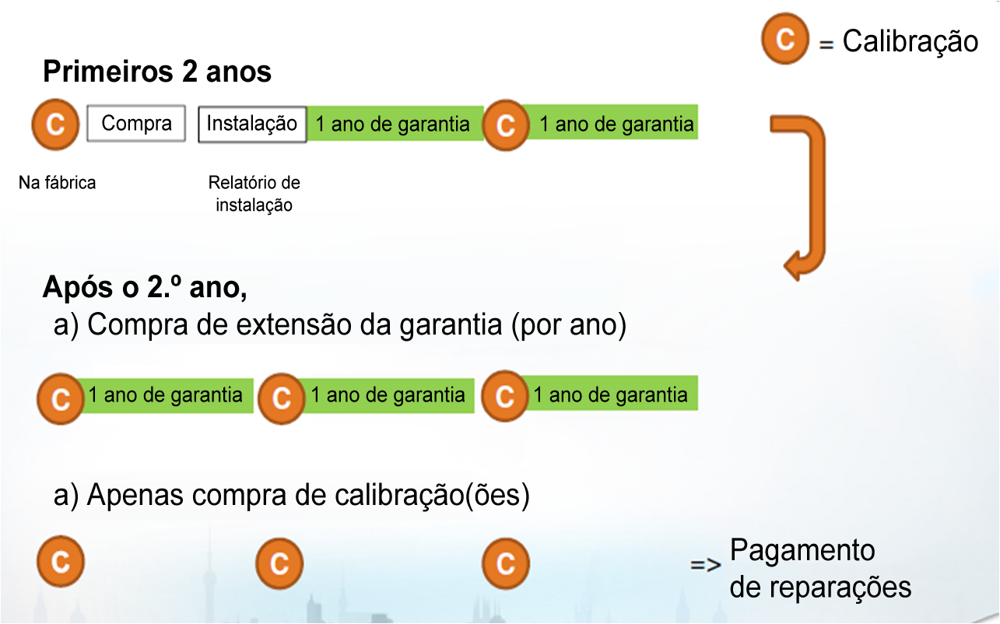 C = Calibração
Primeiros 2 anos
C Compra Instalação 1 ano de garantia C 1 ano de garantia
Na fábrica
Relatório de
instalação
Após o 2.º ano,
a) Compra de extensão da garantia (por ano)
C 1 ano de garantia C 1 ano de garantia C 1 ano de garantia
a) Apenas compra de calibração(ões)
C C C => Pagamento
de reparações